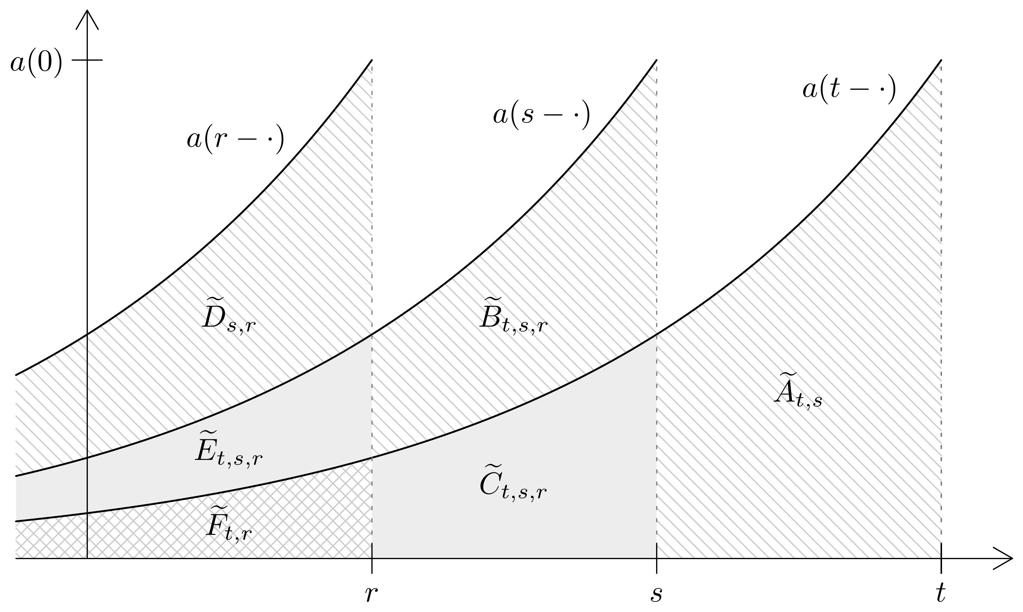 a(0)
a(r − ·)
a(s − ·)
a(t − ·)
D̃_{s,r}
B̃_{t,s,r}
Ã_{t,s}
Ẽ_{t,s,r}
C̃_{t,s,r}
F̃_{t,r}
r
s
t